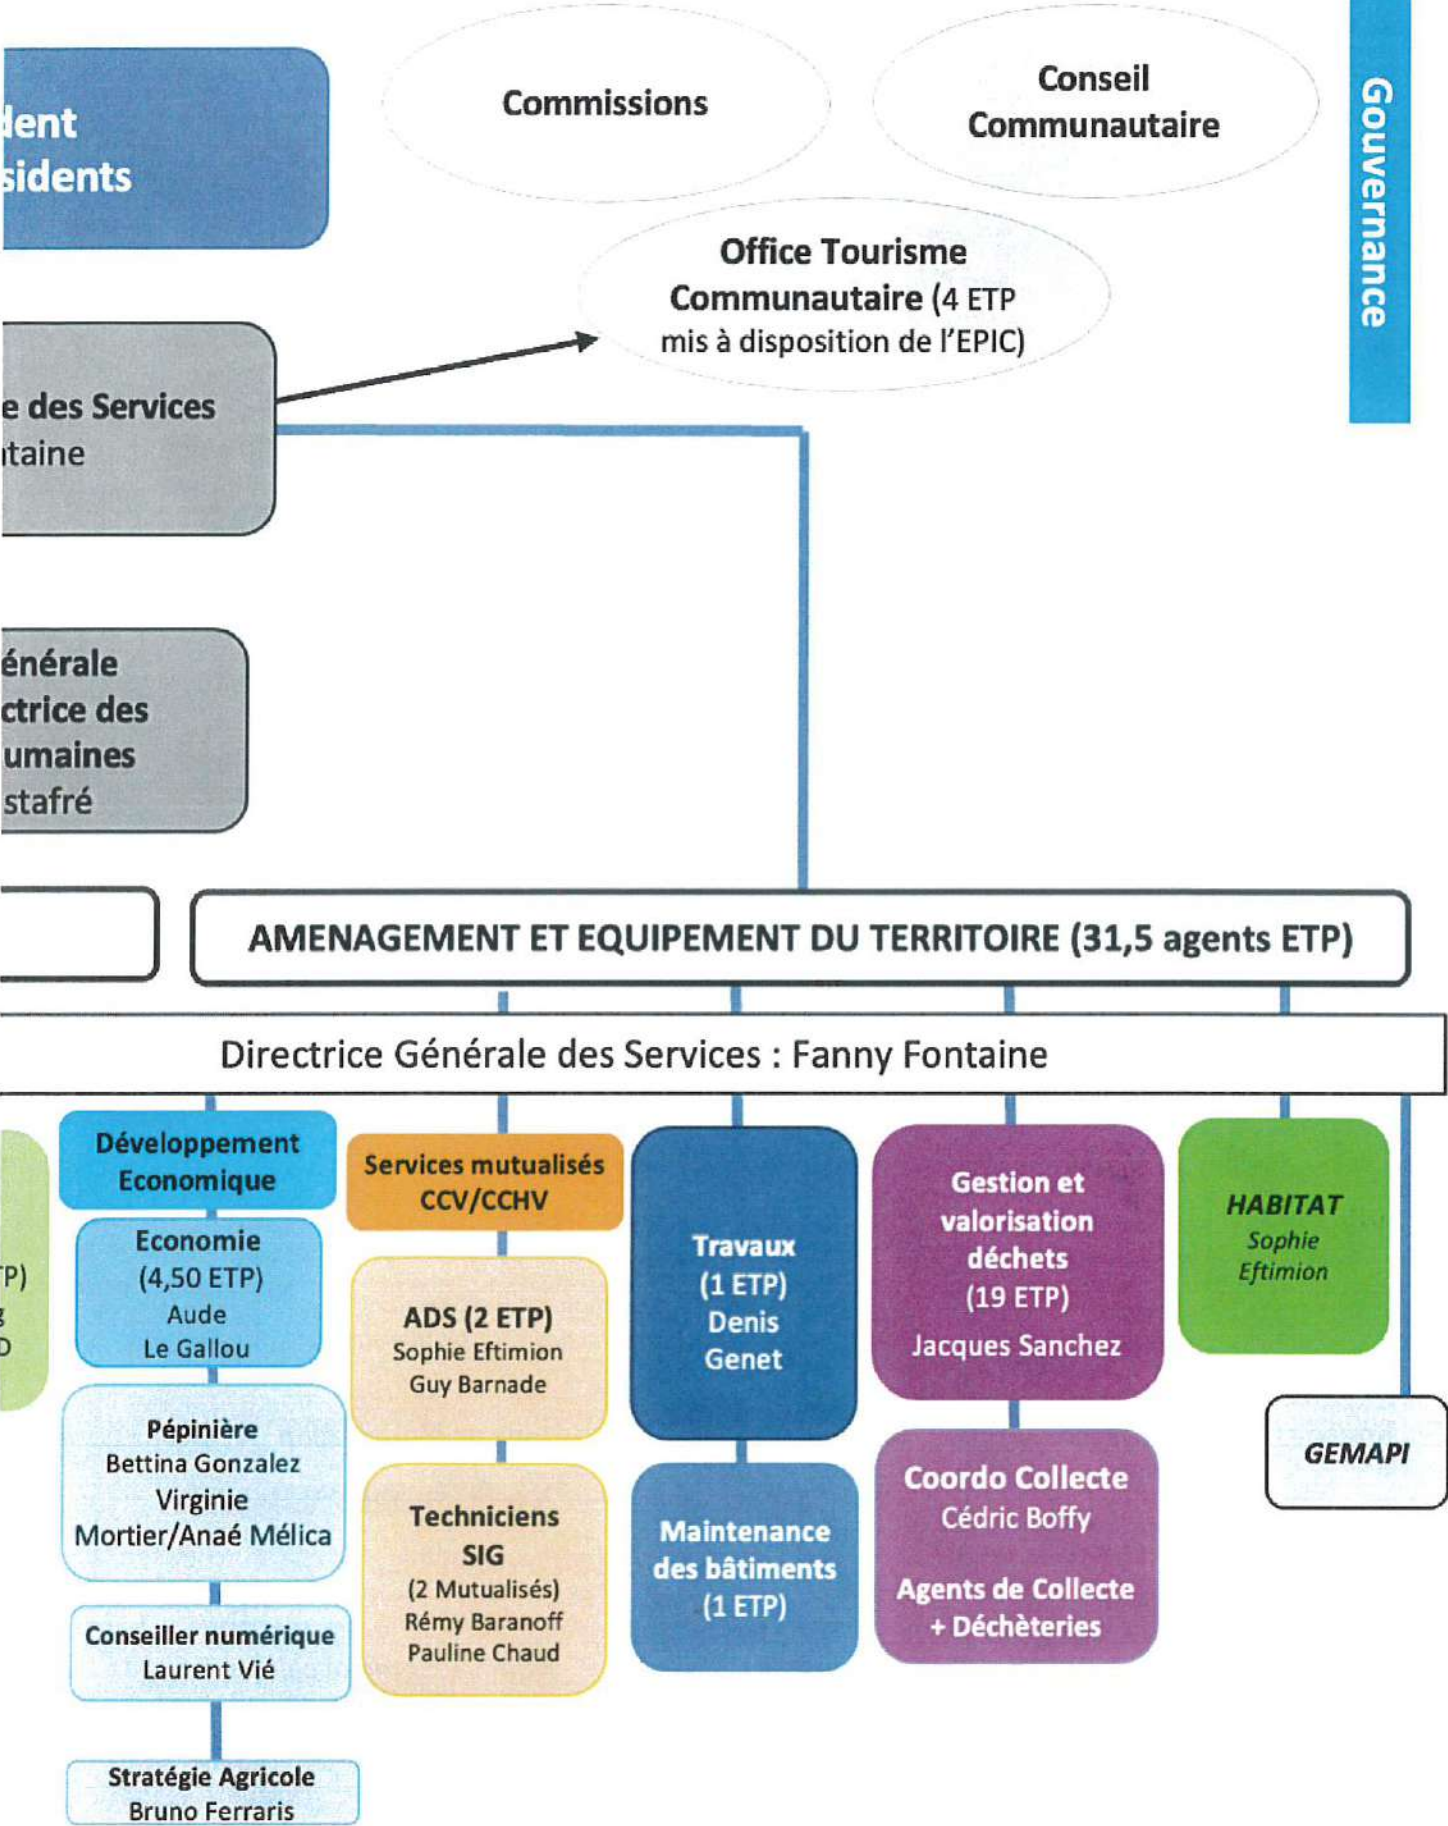 Commissions
Conseil
Communautaire
Gouvernance
dent
sidents
Office Tourisme
Communautaire (4 ETP
mis à disposition de l'EPIC)
e des Services
ntaine
énérale
ctrice des
umaines
stafré
AMENAGEMENT ET EQUIPEMENT DU TERRITOIRE (31,5 agents ETP)
Directrice Générale des Services : Fanny Fontaine
TP)
g
D
Développement
Economique
Economie
(4,50 ETP)
Aude
Le Gallou
Pépinière
Bettina Gonzalez
Virginie
Mortier/Anaé Mélica
Conseiller numérique
Laurent Vié
Stratégie Agricole
Bruno Ferraris
Services mutualisés
CCV/CCHV
ADS (2 ETP)
Sophie Eftimion
Guy Barnade
Techniciens
SIG
(2 Mutualisés)
Rémy Baranoff
Pauline Chaud
Travaux
(1 ETP)
Denis
Genet
Maintenance
des bâtiments
(1 ETP)
Gestion et
valorisation
déchets
(19 ETP)
Jacques Sanchez
Coordo Collecte
Cédric Boffy
Agents de Collecte
+ Déchèteries
HABITAT
Sophie
Eftimion
GEMAPI